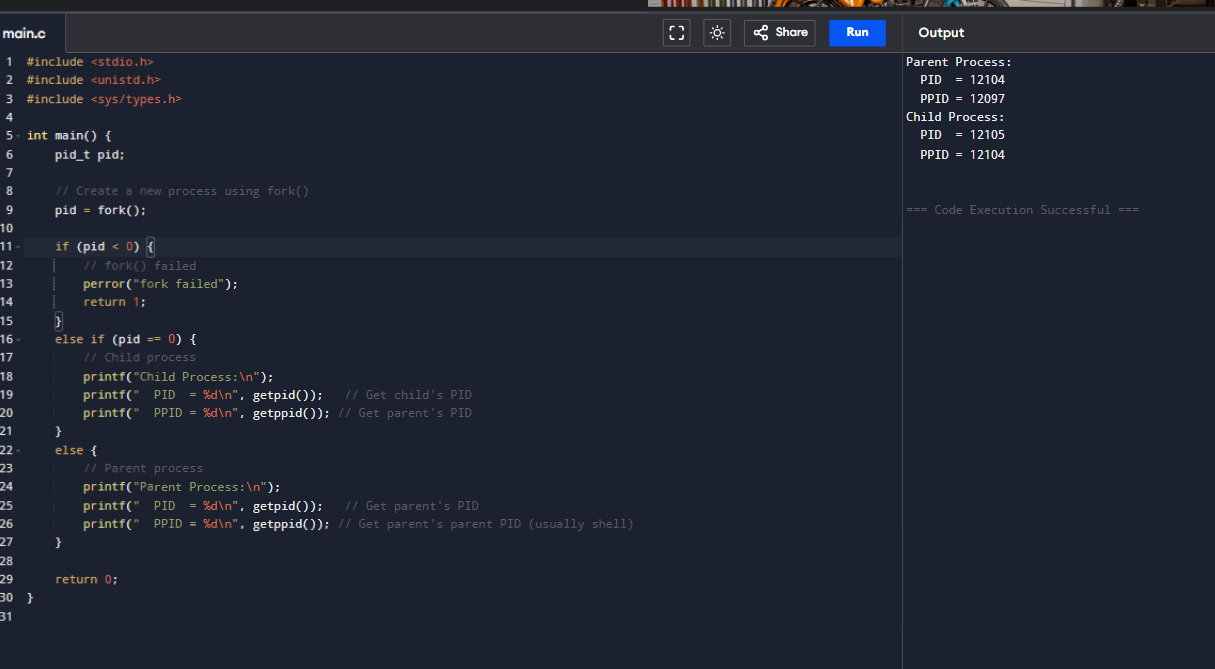 main.c
Share
Run
Output
1 #include <stdio.h>
2 #include <unistd.h>
3 #include <sys/types.h>
4
5 int main() {
6     pid_t pid;
7
8     // Create a new process using fork()
9     pid = fork();
10
11     if (pid < 0) {
12         // fork() failed
13         perror("fork failed");
14         return 1;
15     }
16     else if (pid == 0) {
17         // Child process
18         printf("Child Process:\n");
19         printf("  PID  = %d\n", getpid());   // Get child's PID
20         printf("  PPID = %d\n", getppid()); // Get parent's PID
21     }
22     else {
23         // Parent process
24         printf("Parent Process:\n");
25         printf("  PID  = %d\n", getpid());   // Get parent's PID
26         printf("  PPID = %d\n", getppid()); // Get parent's parent PID (usually shell)
27     }
28
29     return 0;
30 }
31
Parent Process:
  PID  = 12104
  PPID = 12097
Child Process:
  PID  = 12105
  PPID = 12104
=== Code Execution Successful ===